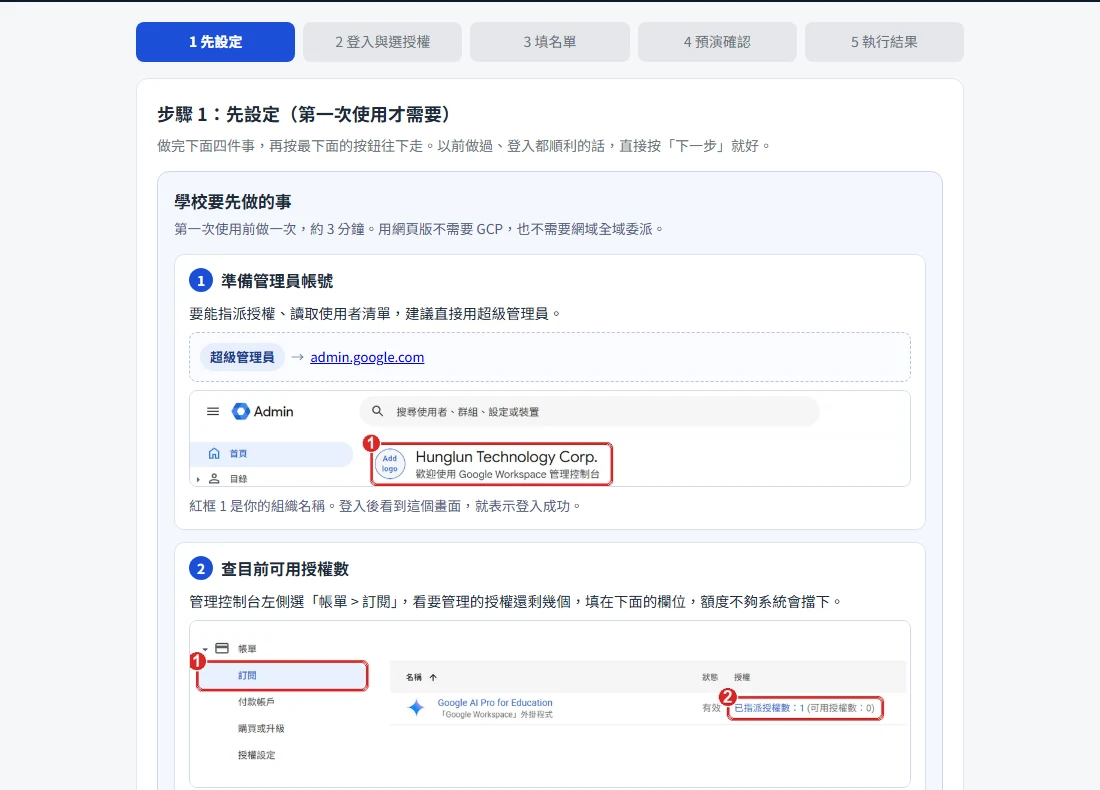 1 先設定
2 登入與選授權
3 填名單
4 預演確認
5 執行結果
步驟 1：先設定（第一次使用才需要）
做完下面四件事，再按最下面的按鈕往下走。以前做過、登入都順利的話，直接按「下一步」就好。
學校要先做的事
第一次使用前做一次，約 3 分鐘。用網頁版不需要 GCP，也不需要網域全域委派。
1 準備管理員帳號
要能指派授權、讀取使用者清單，建議直接用超級管理員。
超級管理員 → admin.google.com
Admin
搜尋使用者、群組、設定或裝置
首頁
目錄
1
Add logo
Hunglun Technology Corp.
歡迎使用 Google Workspace 管理控制台
紅框 1 是你的組織名稱。登入後看到這個畫面，就表示登入成功。
2 查目前可用授權數
管理控制台左側選「帳單 > 訂閱」，看要管理的授權還剩幾個，填在下面的欄位，額度不夠系統會擋下。
帳單
1
訂閱
付款帳戶
購買或升級
授權設定
名稱 ↑
狀態
授權
Google AI Pro for Education
「Google Workspace」外掛程式
有效
2
已指派授權數：1 (可用授權數：0)